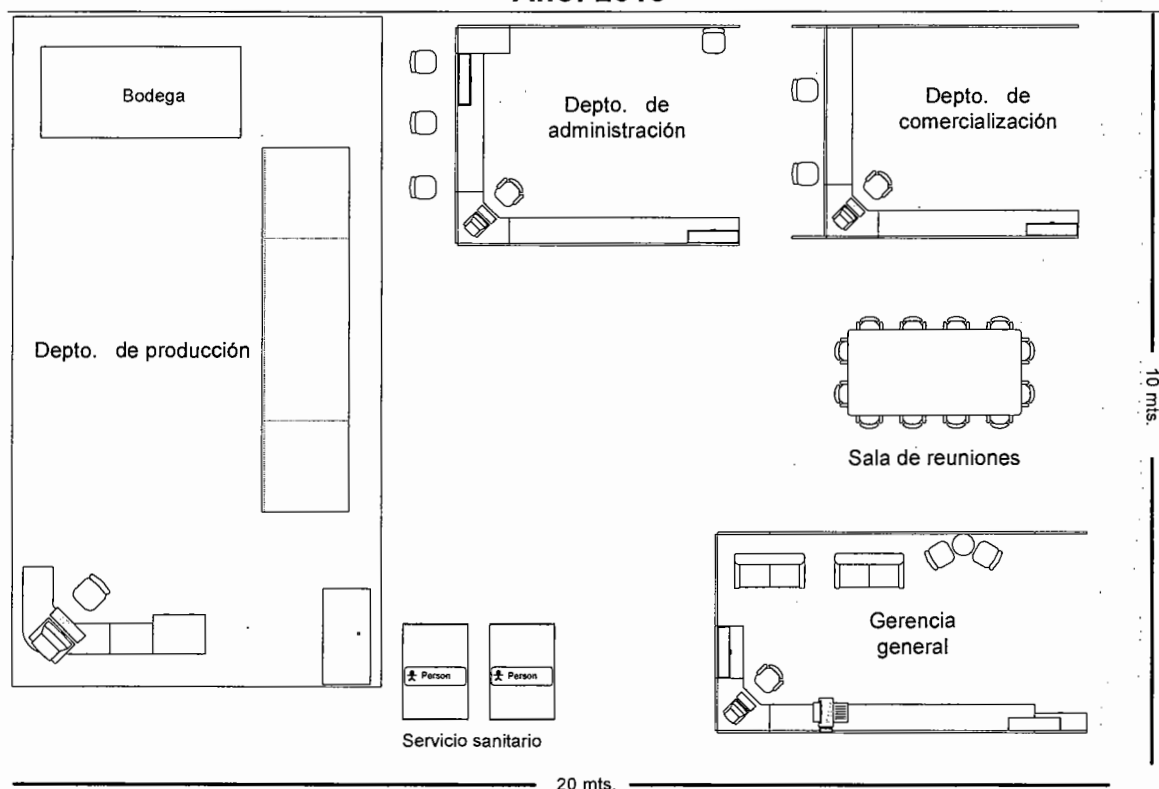 Bodega
Depto. de
administración
Depto. de
comercialización
Depto. de producción
10 mts.
Sala de reuniones
Gerencia
general
Person
Person
Servicio sanitario
20 mts.